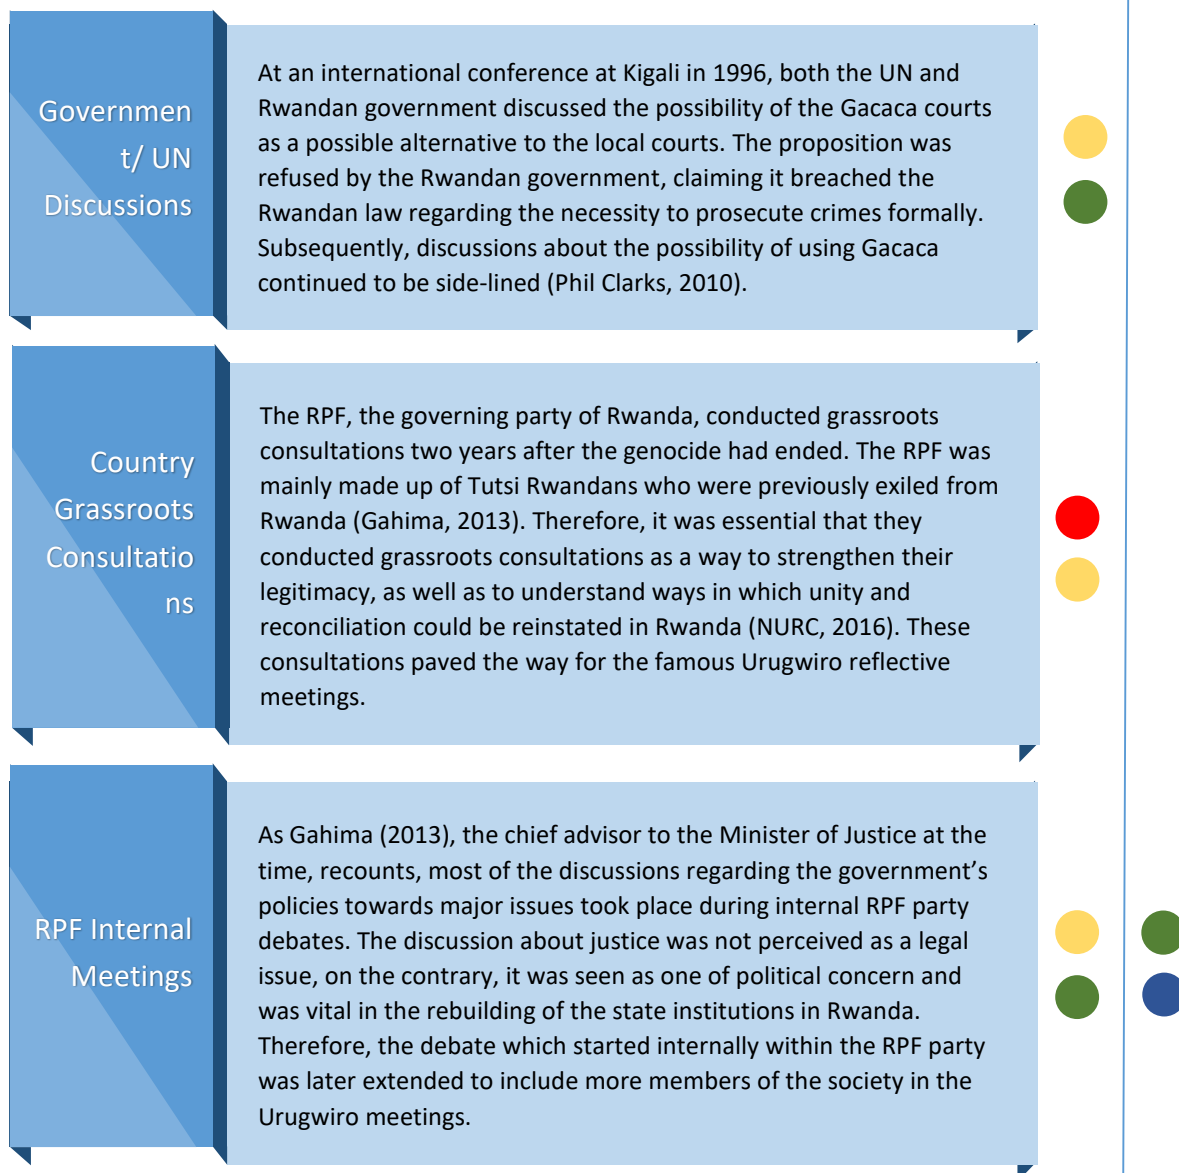 Governmen
t/ UN
Discussions
At an international conference at Kigali in 1996, both the UN and
Rwandan government discussed the possibility of the Gacaca courts
as a possible alternative to the local courts. The proposition was
refused by the Rwandan government, claiming it breached the
Rwandan law regarding the necessity to prosecute crimes formally.
Subsequently, discussions about the possibility of using Gacaca
continued to be side-lined (Phil Clarks, 2010).
Country
Grassroots
Consultatio
ns
The RPF, the governing party of Rwanda, conducted grassroots
consultations two years after the genocide had ended. The RPF was
mainly made up of Tutsi Rwandans who were previously exiled from
Rwanda (Gahima, 2013). Therefore, it was essential that they
conducted grassroots consultations as a way to strengthen their
legitimacy, as well as to understand ways in which unity and
reconciliation could be reinstated in Rwanda (NURC, 2016). These
consultations paved the way for the famous Urugwiro reflective
meetings.
RPF Internal
Meetings
As Gahima (2013), the chief advisor to the Minister of Justice at the
time, recounts, most of the discussions regarding the government’s
policies towards major issues took place during internal RPF party
debates. The discussion about justice was not perceived as a legal
issue, on the contrary, it was seen as one of political concern and
was vital in the rebuilding of the state institutions in Rwanda.
Therefore, the debate which started internally within the RPF party
was later extended to include more members of the society in the
Urugwiro meetings.